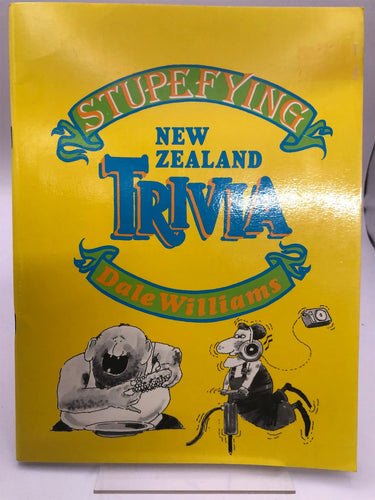 STUPEFYING
NEW
ZEALAND
TRIVIA
Dale Williams